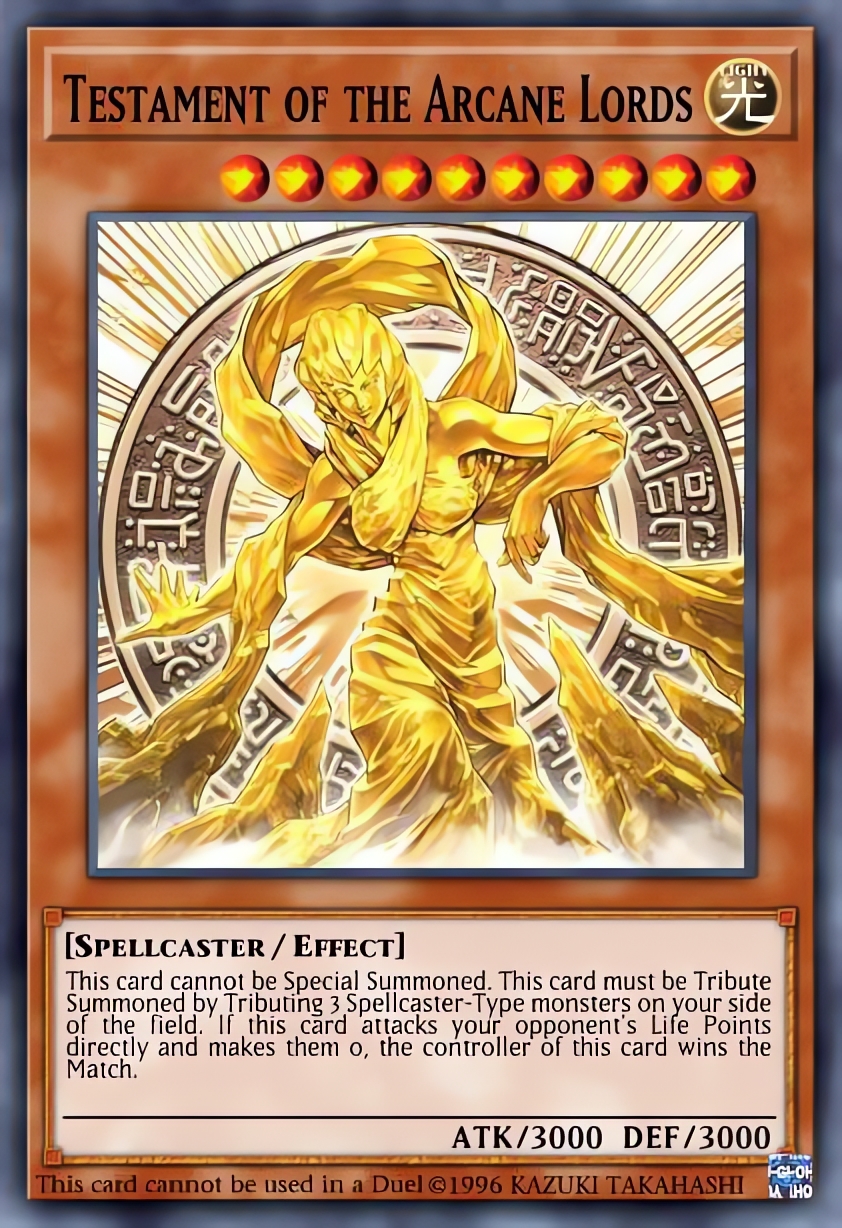 TESTAMENT OF THE ARCANE LORDS
光
[SPELLCASTER / EFFECT]
This card cannot be Special Summoned. This card must be Tribute
Summoned by Tributing 3 Spellcaster-Type monsters on your side
of the field. If this card attacks your opponent's Life Points
directly and makes them 0, the controller of this card wins the
Match.
ATK/3000 DEF/3000
This card cannot be used in a Duel ©1996 KAZUKI TAKAHASHI